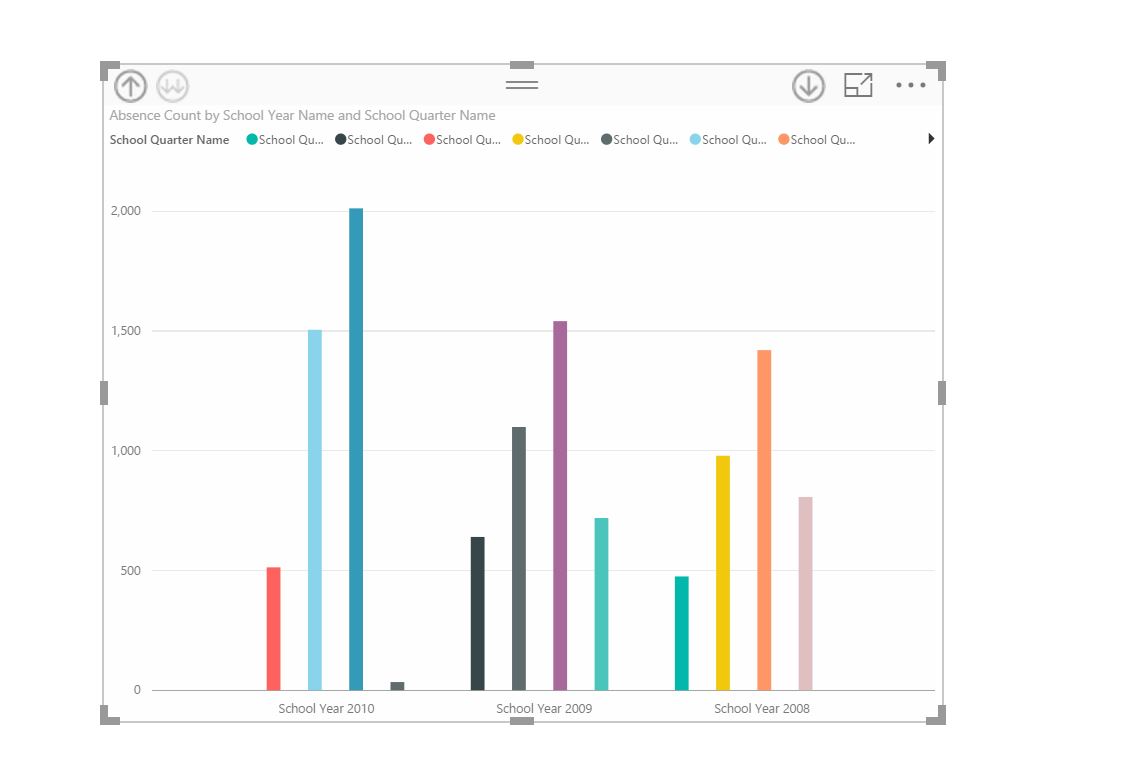 Absence Count by School Year Name and School Quarter Name
School Quarter Name School Qu... School Qu... School Qu... School Qu... School Qu... School Qu... School Qu...
2,000
1,500
1,000
500
0
School Year 2010 School Year 2009 School Year 2008